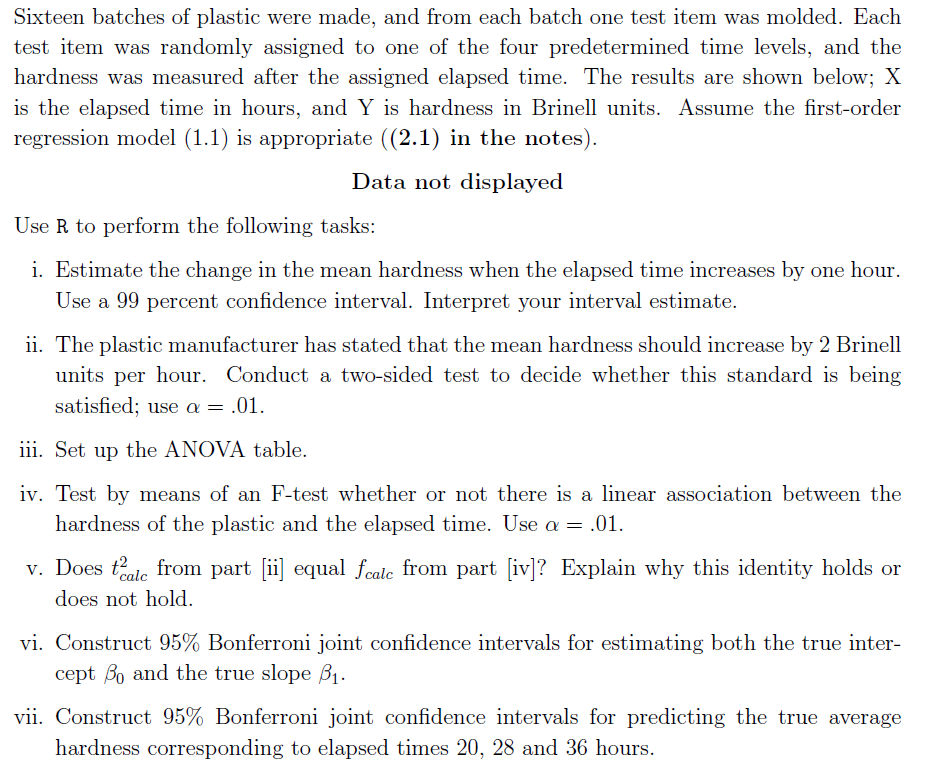 Sixteen batches of plastic were made, and from each batch one test item was molded. Each
test item was randomly assigned to one of the four predetermined time levels, and the
hardness was measured after the assigned elapsed time. The results are shown below; X
is the elapsed time in hours, and Y is hardness in Brinell units. Assume the first-order
regression model (1.1) is appropriate ((2.1) in the notes).
Data not displayed
Use R to perform the following tasks:
i. Estimate the change in the mean hardness when the elapsed time increases by one hour.
Use a 99 percent confidence interval. Interpret your interval estimate.
ii. The plastic manufacturer has stated that the mean hardness should increase by 2 Brinell
units per hour. Conduct a two-sided test to decide whether this standard is being
satisfied; use α = .01.
iii. Set up the ANOVA table.
iv. Test by means of an F-test whether or not there is a linear association between the
hardness of the plastic and the elapsed time. Use α = .01.
v. Does $t^2_{calc}$ from part [ii] equal $f_{calc}$ from part [iv]? Explain why this identity holds or
does not hold.
vi. Construct 95% Bonferroni joint confidence intervals for estimating both the true inter-
cept β₀ and the true slope β₁.
vii. Construct 95% Bonferroni joint confidence intervals for predicting the true average
hardness corresponding to elapsed times 20, 28 and 36 hours.